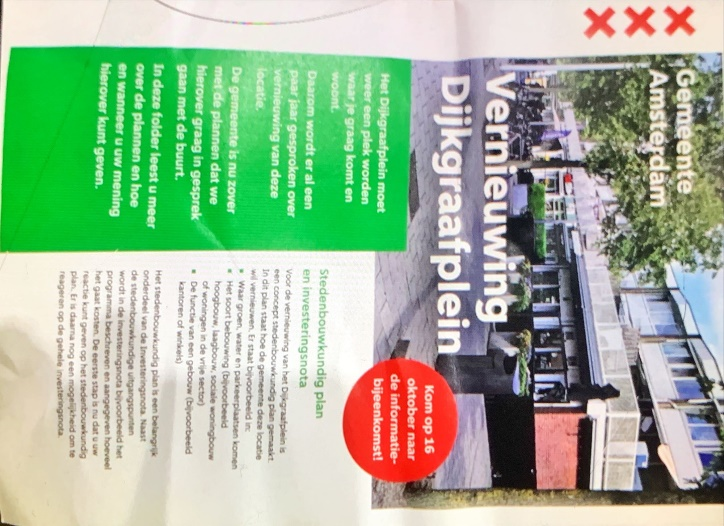 Gemeente
Amsterdam
Vernieuwing
Dijkgraafplein
Kom op 16
oktober naar
de informatie-
bijeenkomst!
Het Dijkgraafplein moet
weer een plek worden
waar je graag komt en
woont.
Daarom wordt er al een
paar jaar gesproken over
vernieuwing van deze
locatie.
De gemeente is nu zover
met de plannen dat we
hierover graag in gesprek
gaan met de buurt.
In deze folder leest u meer
over de plannen en hoe
en wanneer u uw mening
hierover kunt geven.
Stedenbouwkundig plan
en investeringsnota
Voor de vernieuwing van het Dijkgraafplein is
een concept stedenbouwkundig plan gemaakt.
In dit plan staat hoe de gemeente deze locatie
wil vernieuwen. Er staat bijvoorbeeld in:
Waar groen, water en parkeerplaatsen komen
Het soort bebouwing (bijvoorbeeld
hoogbouw, laagbouw, sociale woningbouw
of woningen in de vrije sector)
De functie van een gebouw (bijvoorbeeld
kantoren of winkels)
Het stedenbouwkundig plan is een belangrijk
onderdeel van de Investeringsnota. Naast
de stedenbouwkundige uitgangspunten
wordt in de investeringsnota bijvoorbeeld het
programma beschreven en aangegeven hoeveel
het gaat kosten. De eerste stap is nu dat u uw
reactie kunt geven op het stedenbouwkundig
plan. Er is daarna nog een mogelijkheid om te
reageren op de gehele investeringsnota.